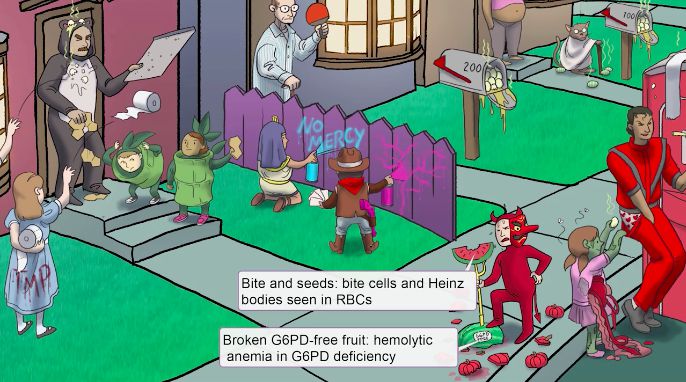 100
200
NO
MERCY
TMP
Bite and seeds: bite cells and Heinz
bodies seen in RBCs
Broken G6PD-free fruit: hemolytic
anemia in G6PD deficiency